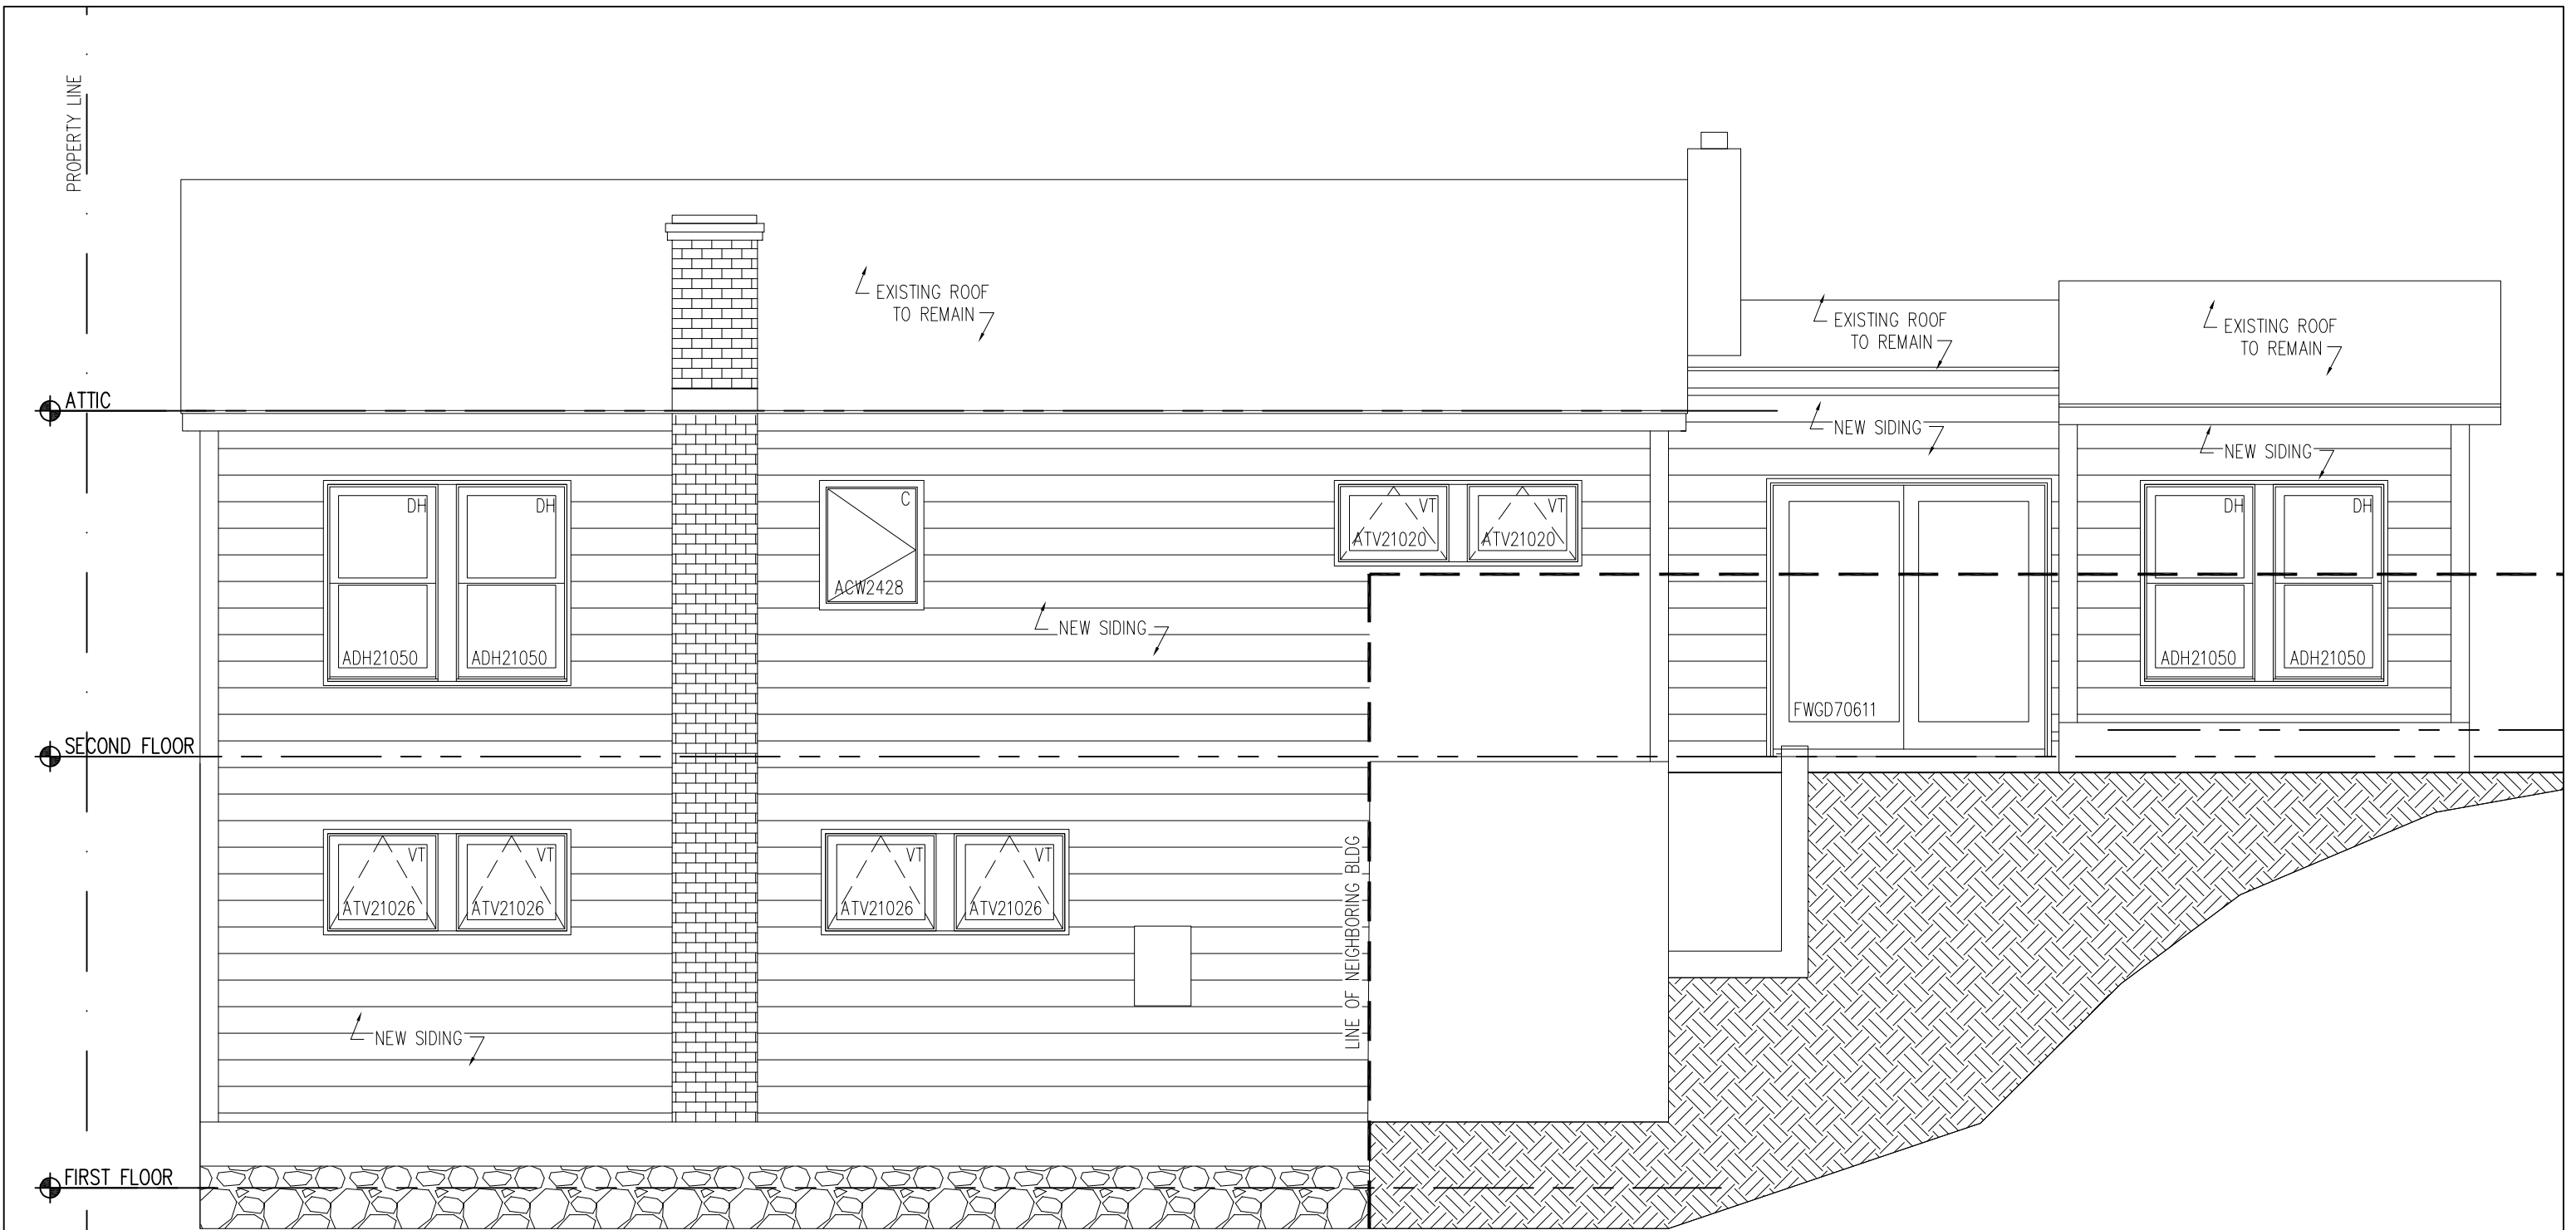 PROPERTY LINE
EXISTING ROOF
TO REMAIN
EXISTING ROOF
TO REMAIN
EXISTING ROOF
TO REMAIN
ATTIC
NEW SIDING
NEW SIDING
DH
DH
C
VT
VT
DH
DH
ATV21020
ATV21020
ACW2428
NEW SIDING
ADH21050
ADH21050
ADH21050
ADH21050
FWGD70611
SECOND FLOOR
VT
VT
VT
VT
ATV21026
ATV21026
ATV21026
ATV21026
LINE OF NEIGHBORING BLDG
NEW SIDING
FIRST FLOOR